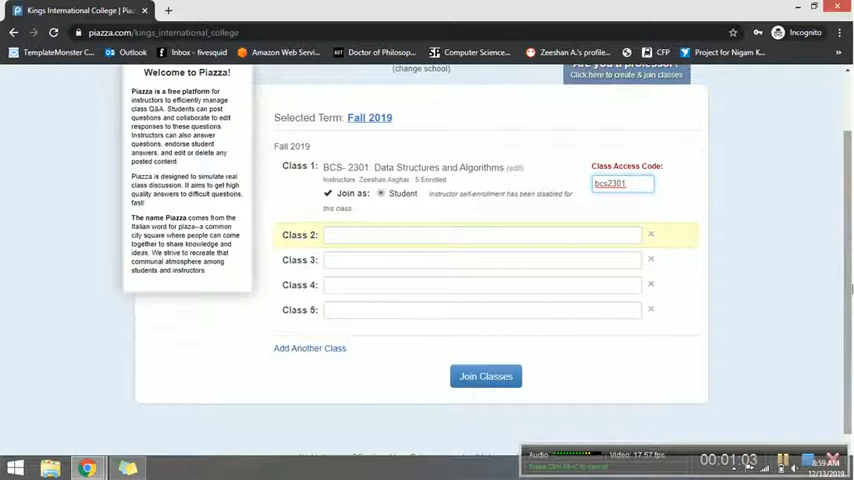 Kings International College | Piaz
piazza.com/kings_international_college
Incognito
TemplateMonster C...
Outlook
Inbox - fivesquid
Amazon Web Servi...
Doctor of Philosop...
Computer Science...
Zeeshan A.'s profile...
CFP
Project for Nigam K...
(change school)
Are you a professor?
Click here to create & join classes
Welcome to Piazza!
Piazza is a free platform for
instructors to efficiently manage
class Q&A. Students can post
questions and collaborate to edit
responses to these questions.
Instructors can also answer
questions, endorse student
answers, and edit or delete any
posted content
Piazza is designed to simulate real
class discussion. It aims to get high
quality answers to difficult questions,
fast!
The name Piazza comes from the
Italian word for plaza--a common
city square where people can come
together to share knowledge and
ideas. We strive to recreate that
communal atmosphere among
students and instructors.
Selected Term: Fall 2019
Fall 2019
Class 1: BCS- 2301: Data Structures and Algorithms (edit)
Instructors Zeeshan Asghar 5 Enrolled
Join as: Student Instructor self-enrollment has been disabled for
this class.
Class Access Code:
bcs2301
Class 2:
Class 3:
Class 4:
Class 5:
Add Another Class
Join Classes
Audio
Video: 17.57 fps
Press Ctrl+Alt+C to cancel
00:01:03
8:59 AM
12/13/2019